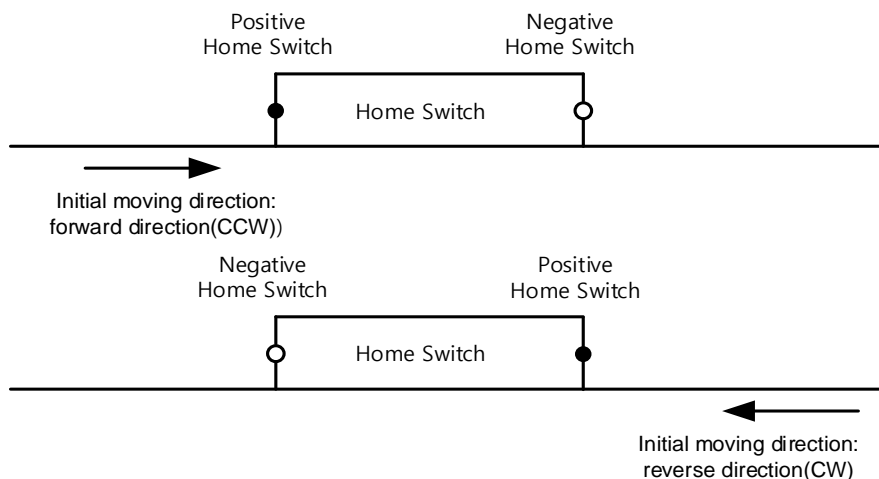 Positive
Home Switch
Negative
Home Switch
Home Switch
Initial moving direction:
forward direction(CCW))
Negative
Home Switch
Positive
Home Switch
Home Switch
Initial moving direction:
reverse direction(CW)